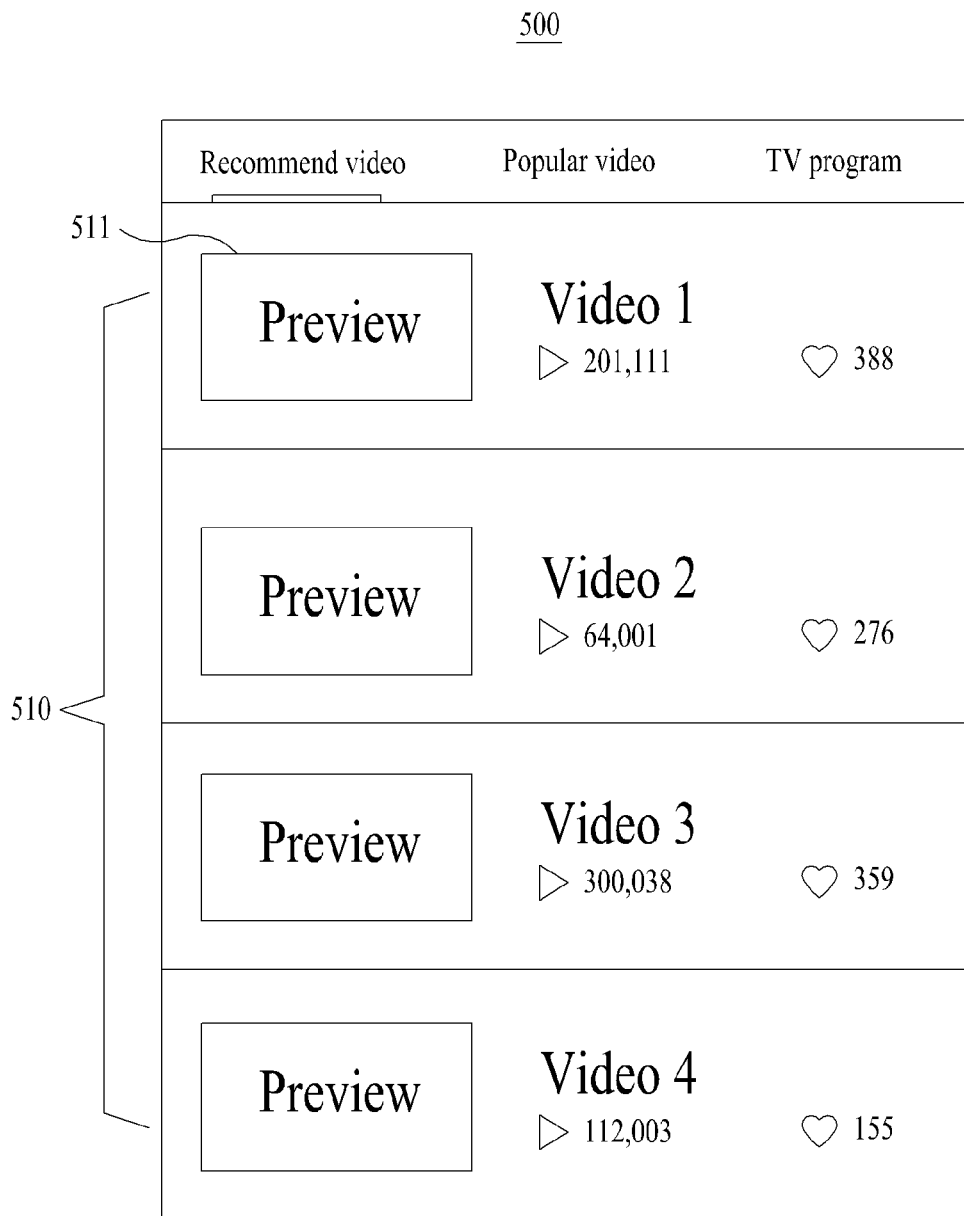 500
Recommend video Popular video TV program
511
Preview Video 1
201,111 388
Preview Video 2
64,001 276
510
Preview Video 3
300,038 359
Preview Video 4
112,003 155